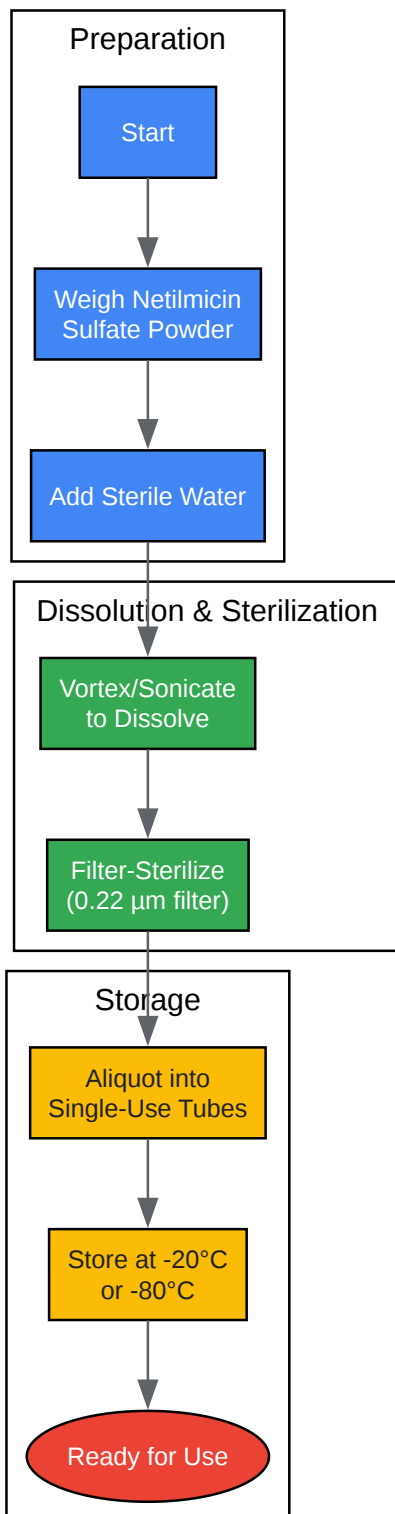 Preparation
Start
Weigh Netilmicin
Sulfate Powder
Add Sterile Water
Dissolution & Sterilization
Vortex/Sonicate
to Dissolve
Filter-Sterilize
(0.22 µm filter)
Storage
Aliquot into
Single-Use Tubes
Store at -20°C
or -80°C
Ready for Use